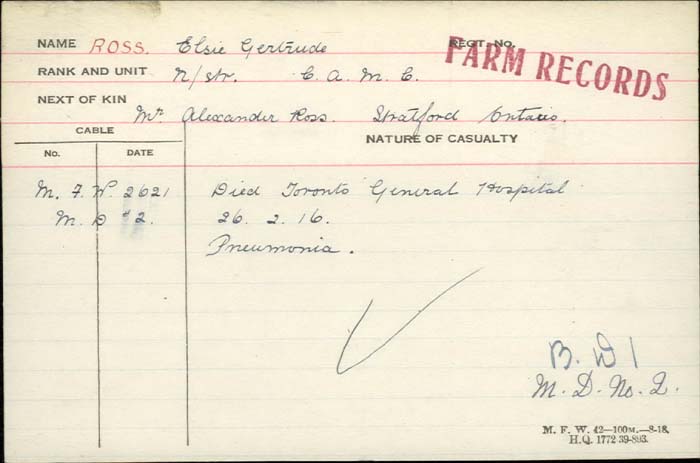 NAME ROSS. Elsie Gertrude REGT. NO.
FARM RECORDS
RANK AND UNIT N/Str. C. A. M. C.
NEXT OF KIN Mr Alexander Ross. Stratford Ontario.
CABLE
NATURE OF CASUALTY
No. DATE
M. F. W. 2621 Died Toronto General Hospital
M. D 2. 26. 2. 16.
Pneumonia.
B. D 1
M. D. No. 2.
M. F. W. 42—100M.—8-18.
H.Q. 1772-39-893.